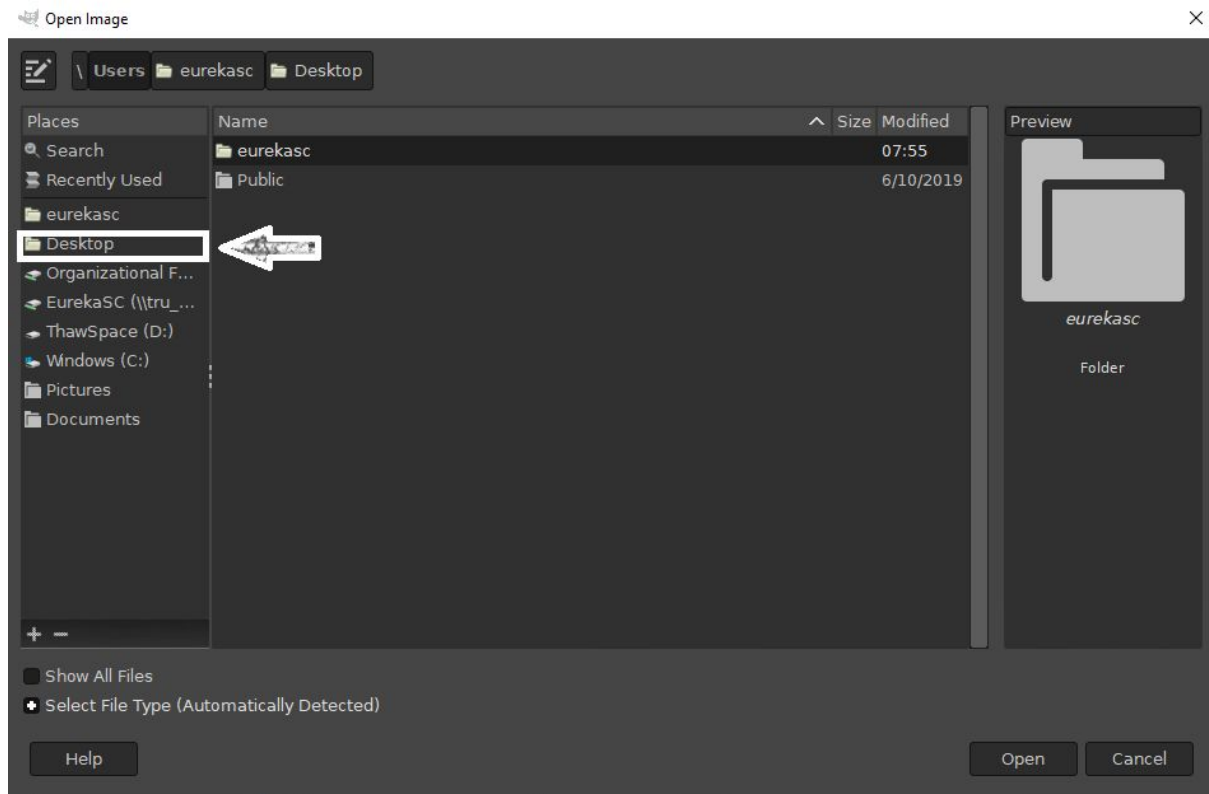 Open Image
\ Users eurekasc Desktop
Places Name Size Modified Preview
Search eurekasc 07:55
Recently Used Public 6/10/2019
eurekasc
Desktop
Organizational F...
EurekaSC (\\tru_...
ThawSpace (D:)
Windows (C:)
Pictures
Documents
eurekasc
Folder
Show All Files
Select File Type (Automatically Detected)
Help Open Cancel